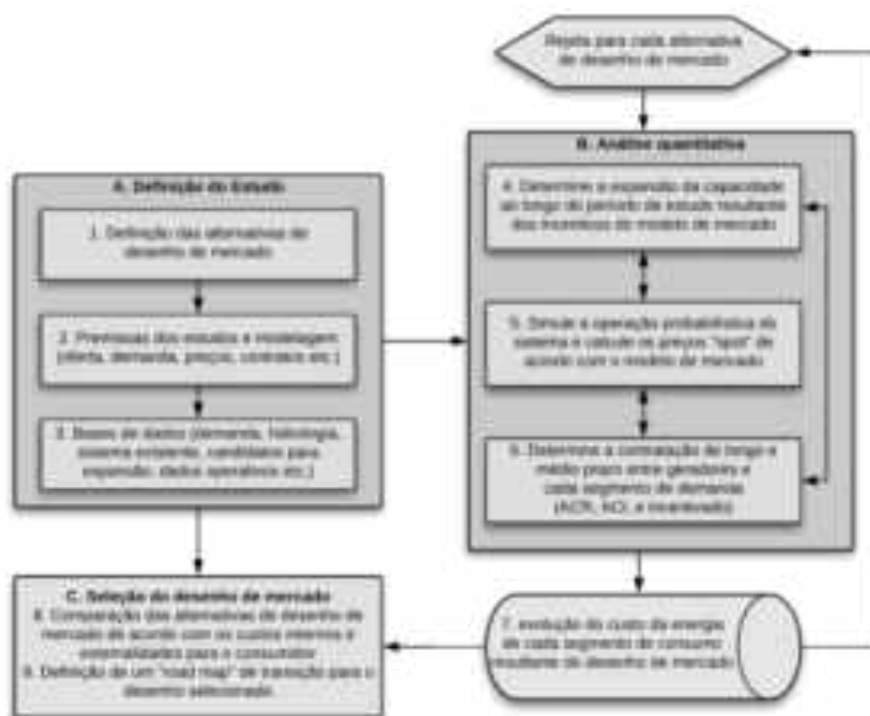 Repita para cada alternativa
de desenho de mercado
B. Análise quantitativa
4. Determine a expansão da capacidade
ao longo do período de estudo resultante
dos incentivos do modelo de mercado
5. Simule a operação probabilística do
sistema e calcule os preços "spot" de
acordo com o modelo de mercado
6. Determine a contratação de longo e
médio prazo entre geradores e
cada segmento de demanda
(ACR, ACL e incentivado)
A. Definição do Estudo
1. Definição das alternativas de
desenho de mercado
2. Premissas dos estudos e modelagem
(oferta, demanda, preços, contratos etc.)
3. Bases de dados (demanda, hidrologia,
sistema existente, candidatos para
expansão, dados operativos etc.)
C. Seleção do desenho de mercado
8. Comparação das alternativas de desenho de
mercado de acordo com os custos internos e
externalidades para o consumidor
9. Definição de um "road map" de transição para o
desenho selecionado.
7. evolução do custo da energia
de cada segmento de consumo
resultante do desenho de mercado